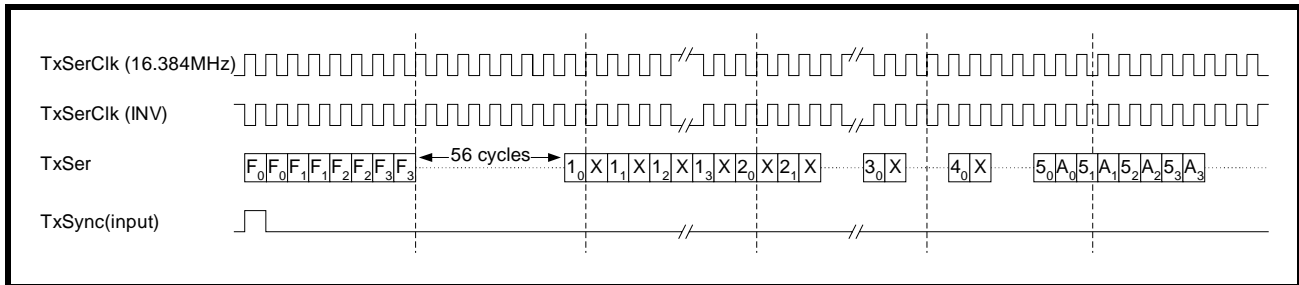 TxSerClk (16.384MHz)
TxSerClk (INV)
TxSer F0 F0 F1 F1 F2 F2 F3 F3 56 cycles 10 X 11 X 12 X 13 X 20 X 21 X 30 X 40 X 50 A0 51 A1 52 A2 53 A3
TxSync(input)